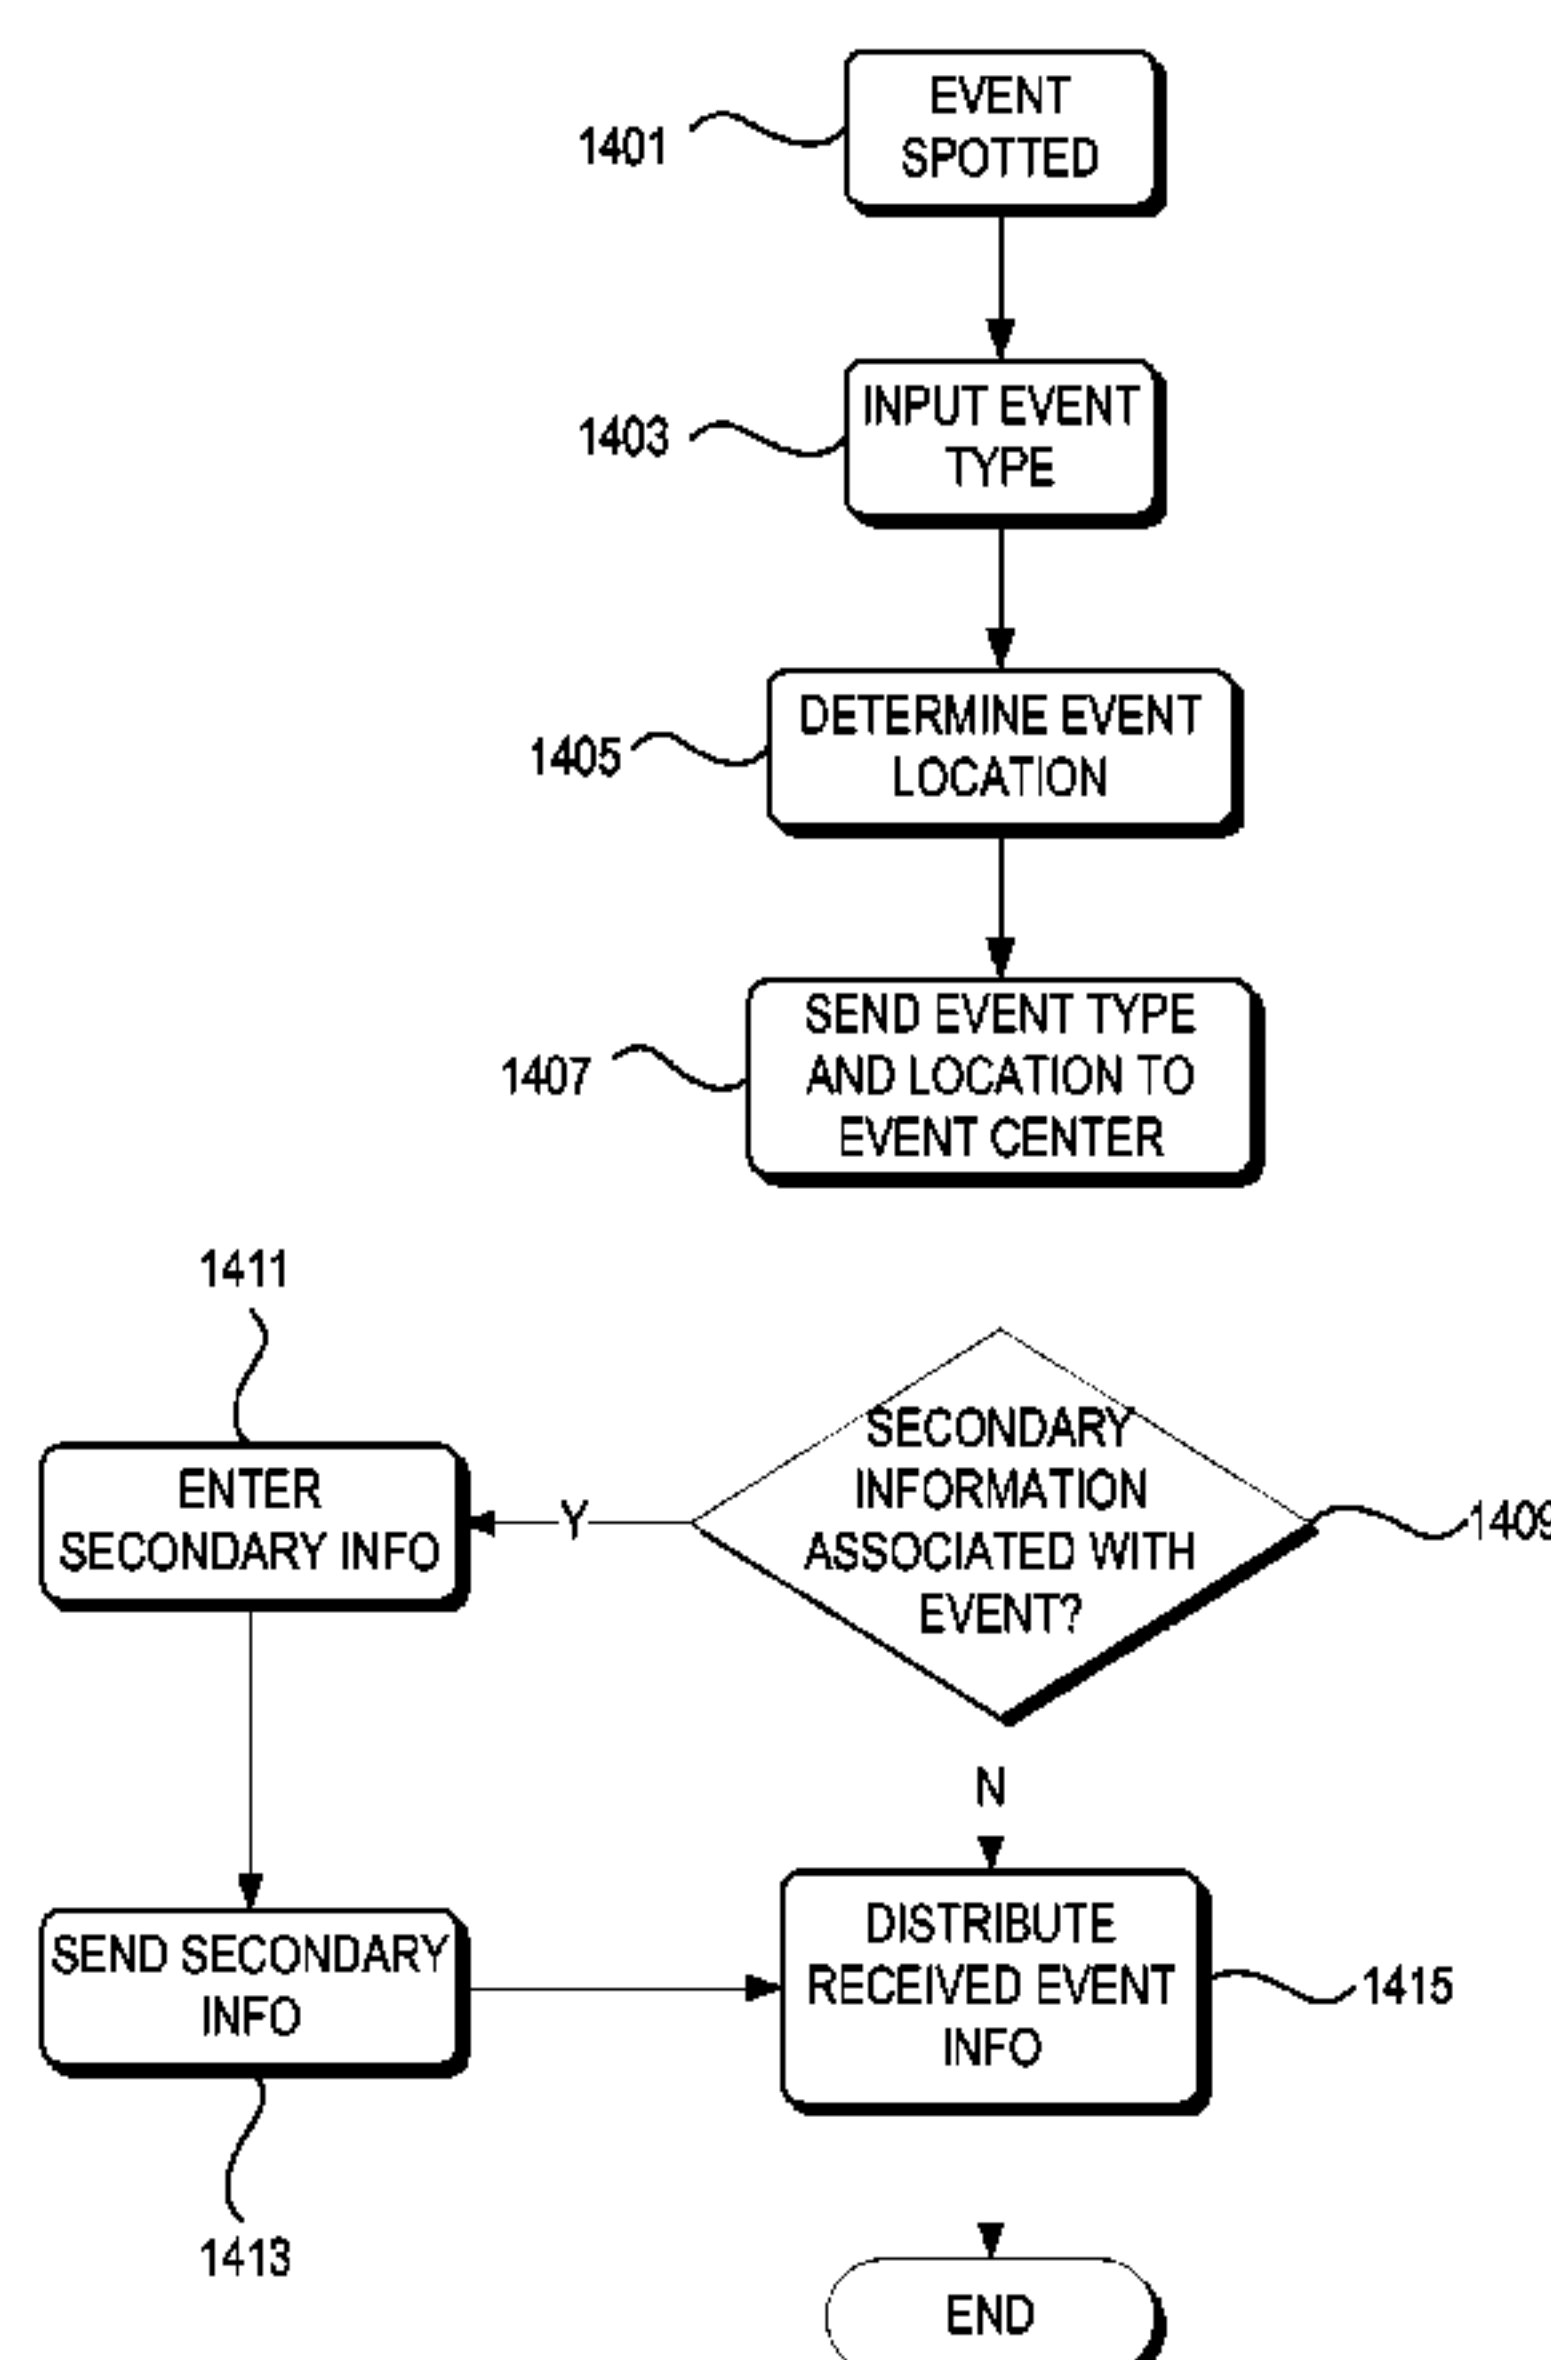 EVENT
SPOTTED
1401
INPUT EVENT
TYPE
1403
DETERMINE EVENT
LOCATION
1405
SEND EVENT TYPE
AND LOCATION TO
EVENT CENTER
1407
1411
SECONDARY
INFORMATION
ASSOCIATED WITH
EVENT?
1409
Y
ENTER
SECONDARY INFO
N
SEND SECONDARY
INFO
DISTRIBUTE
RECEIVED EVENT
INFO
1415
1413
END